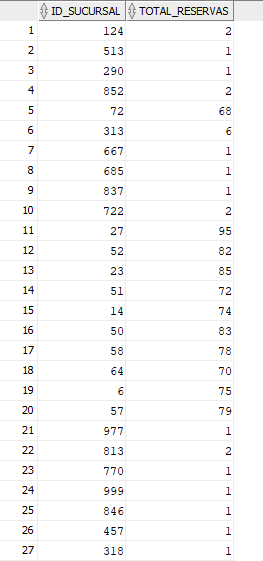 ID_SUCURSAL TOTAL_RESERVAS
1 124 2
2 513 1
3 290 1
4 852 2
5 72 68
6 313 6
7 667 1
8 685 1
9 837 1
10 722 2
11 27 95
12 52 82
13 23 85
14 51 72
15 14 74
16 50 83
17 58 78
18 64 70
19 6 75
20 57 79
21 977 1
22 813 2
23 770 1
24 999 1
25 846 1
26 457 1
27 318 1